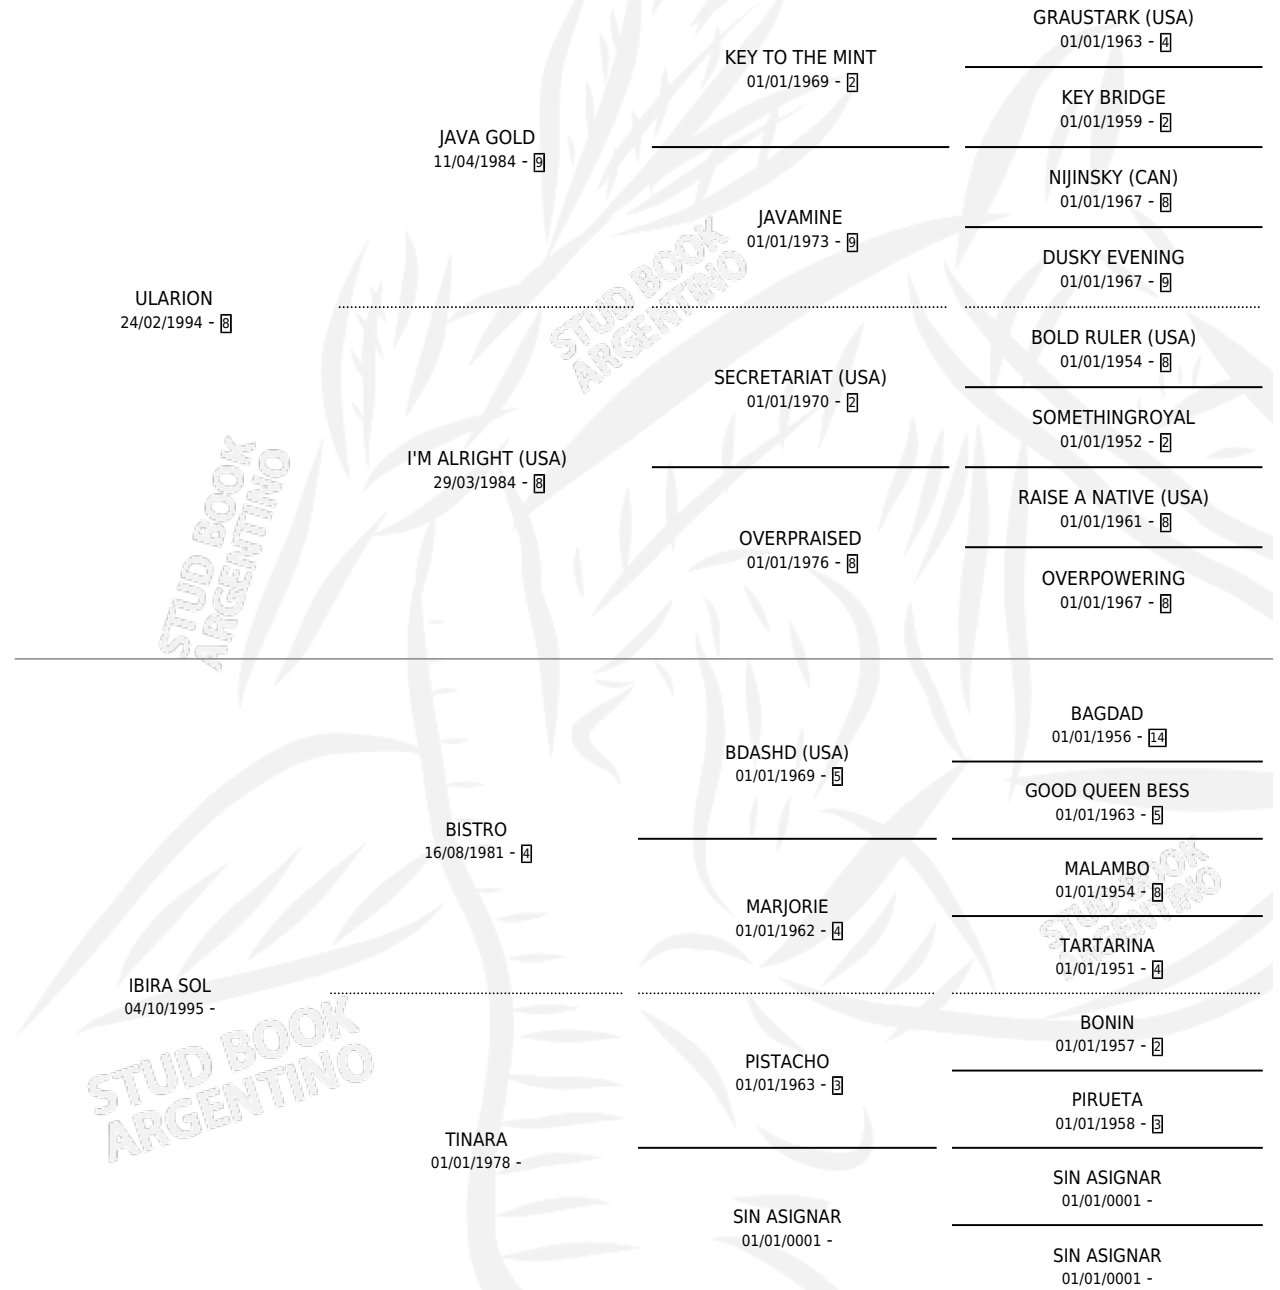 GRAUSTARK (USA)
01/01/1963 - 4
KEY TO THE MINT
01/01/1969 - 2
KEY BRIDGE
01/01/1959 - 2
JAVA GOLD
11/04/1984 - 9
NIJINSKY (CAN)
01/01/1967 - 8
JAVAMINE
01/01/1973 - 9
DUSKY EVENING
01/01/1967 - 9
ULARION
24/02/1994 - 8
BOLD RULER (USA)
01/01/1954 - 8
SECRETARIAT (USA)
01/01/1970 - 2
SOMETHINGROYAL
01/01/1952 - 2
I'M ALRIGHT (USA)
29/03/1984 - 8
RAISE A NATIVE (USA)
01/01/1961 - 8
OVERPRAISED
01/01/1976 - 8
OVERPOWERING
01/01/1967 - 8
BAGDAD
01/01/1956 - 14
BDASHD (USA)
01/01/1969 - 5
GOOD QUEEN BESS
01/01/1963 - 5
BISTRO
16/08/1981 - 4
MALAMBO
01/01/1954 - 8
MARJORIE
01/01/1962 - 4
TARTARINA
01/01/1951 - 4
IBIRA SOL
04/10/1995 -
BONIN
01/01/1957 - 2
PISTACHO
01/01/1963 - 3
PIRUETA
01/01/1958 - 3
TINARA
01/01/1978 -
SIN ASIGNAR
01/01/0001 -
SIN ASIGNAR
01/01/0001 -
SIN ASIGNAR
01/01/0001 -
STUD BOOK
ARGENTINO
STUD BOOK
ARGENTINO
STUD BOOK
ARGENTINO
STUD BOOK
ARGENTINO